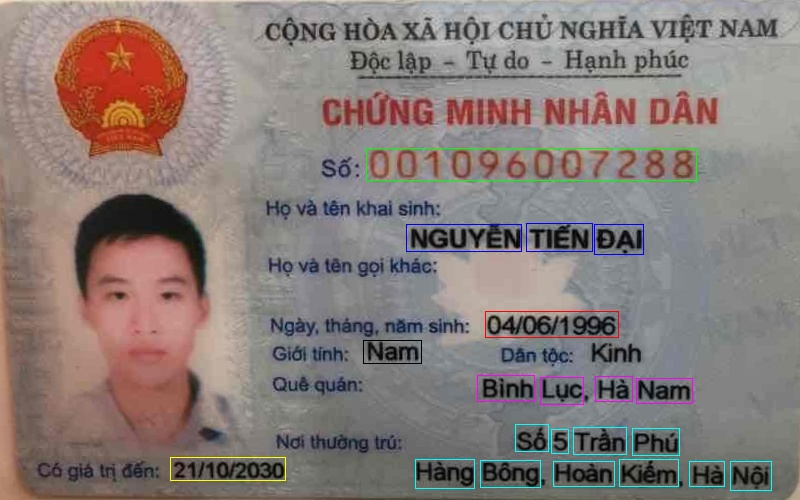 CỘNG HÒA XÃ HỘI CHỦ NGHĨA VIỆT NAM
Độc lập - Tự do - Hạnh phúc
CHỨNG MINH NHÂN DÂN
Số: 001096007288
Họ và tên khai sinh:
NGUYỄN TIẾN ĐẠI
Họ và tên gọi khác:
Ngày, tháng, năm sinh: 04/06/1996
Giới tính: Nam Dân tộc: Kinh
Quê quán: Bình Lục, Hà Nam
Nơi thường trú: Số 5 Trần Phú
Hàng Bông, Hoàn Kiếm, Hà Nội
Có giá trị đến: 21/10/2030